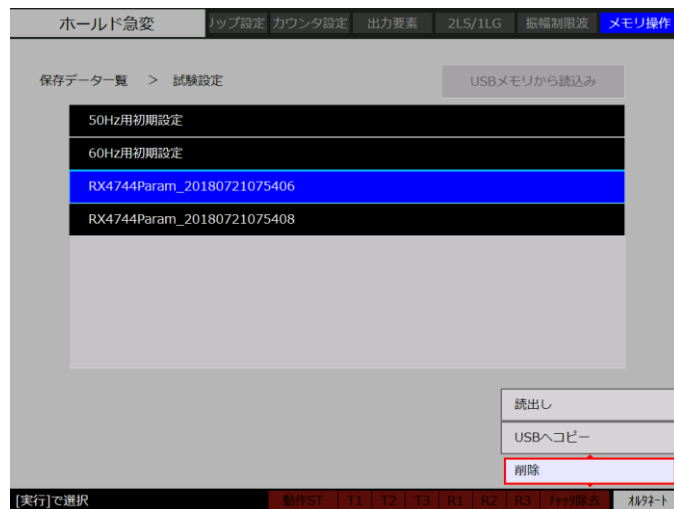 ホールド急変
リップ設定 カウンタ設定 出力要素 2LS/1LG 振幅制限波 メモリ操作
保存データ一覧 > 試験設定
USBメモリから読込み
50Hz用初期設定
60Hz用初期設定
RX4744Param_20180721075406
RX4744Param_20180721075408
読出し
USBへコピー
削除
[実行]で選択
動作ST T1 T2 T3 R1 R2 R3 ﾁｬｯﾀ除去 ｵﾙﾀﾈｰﾄ